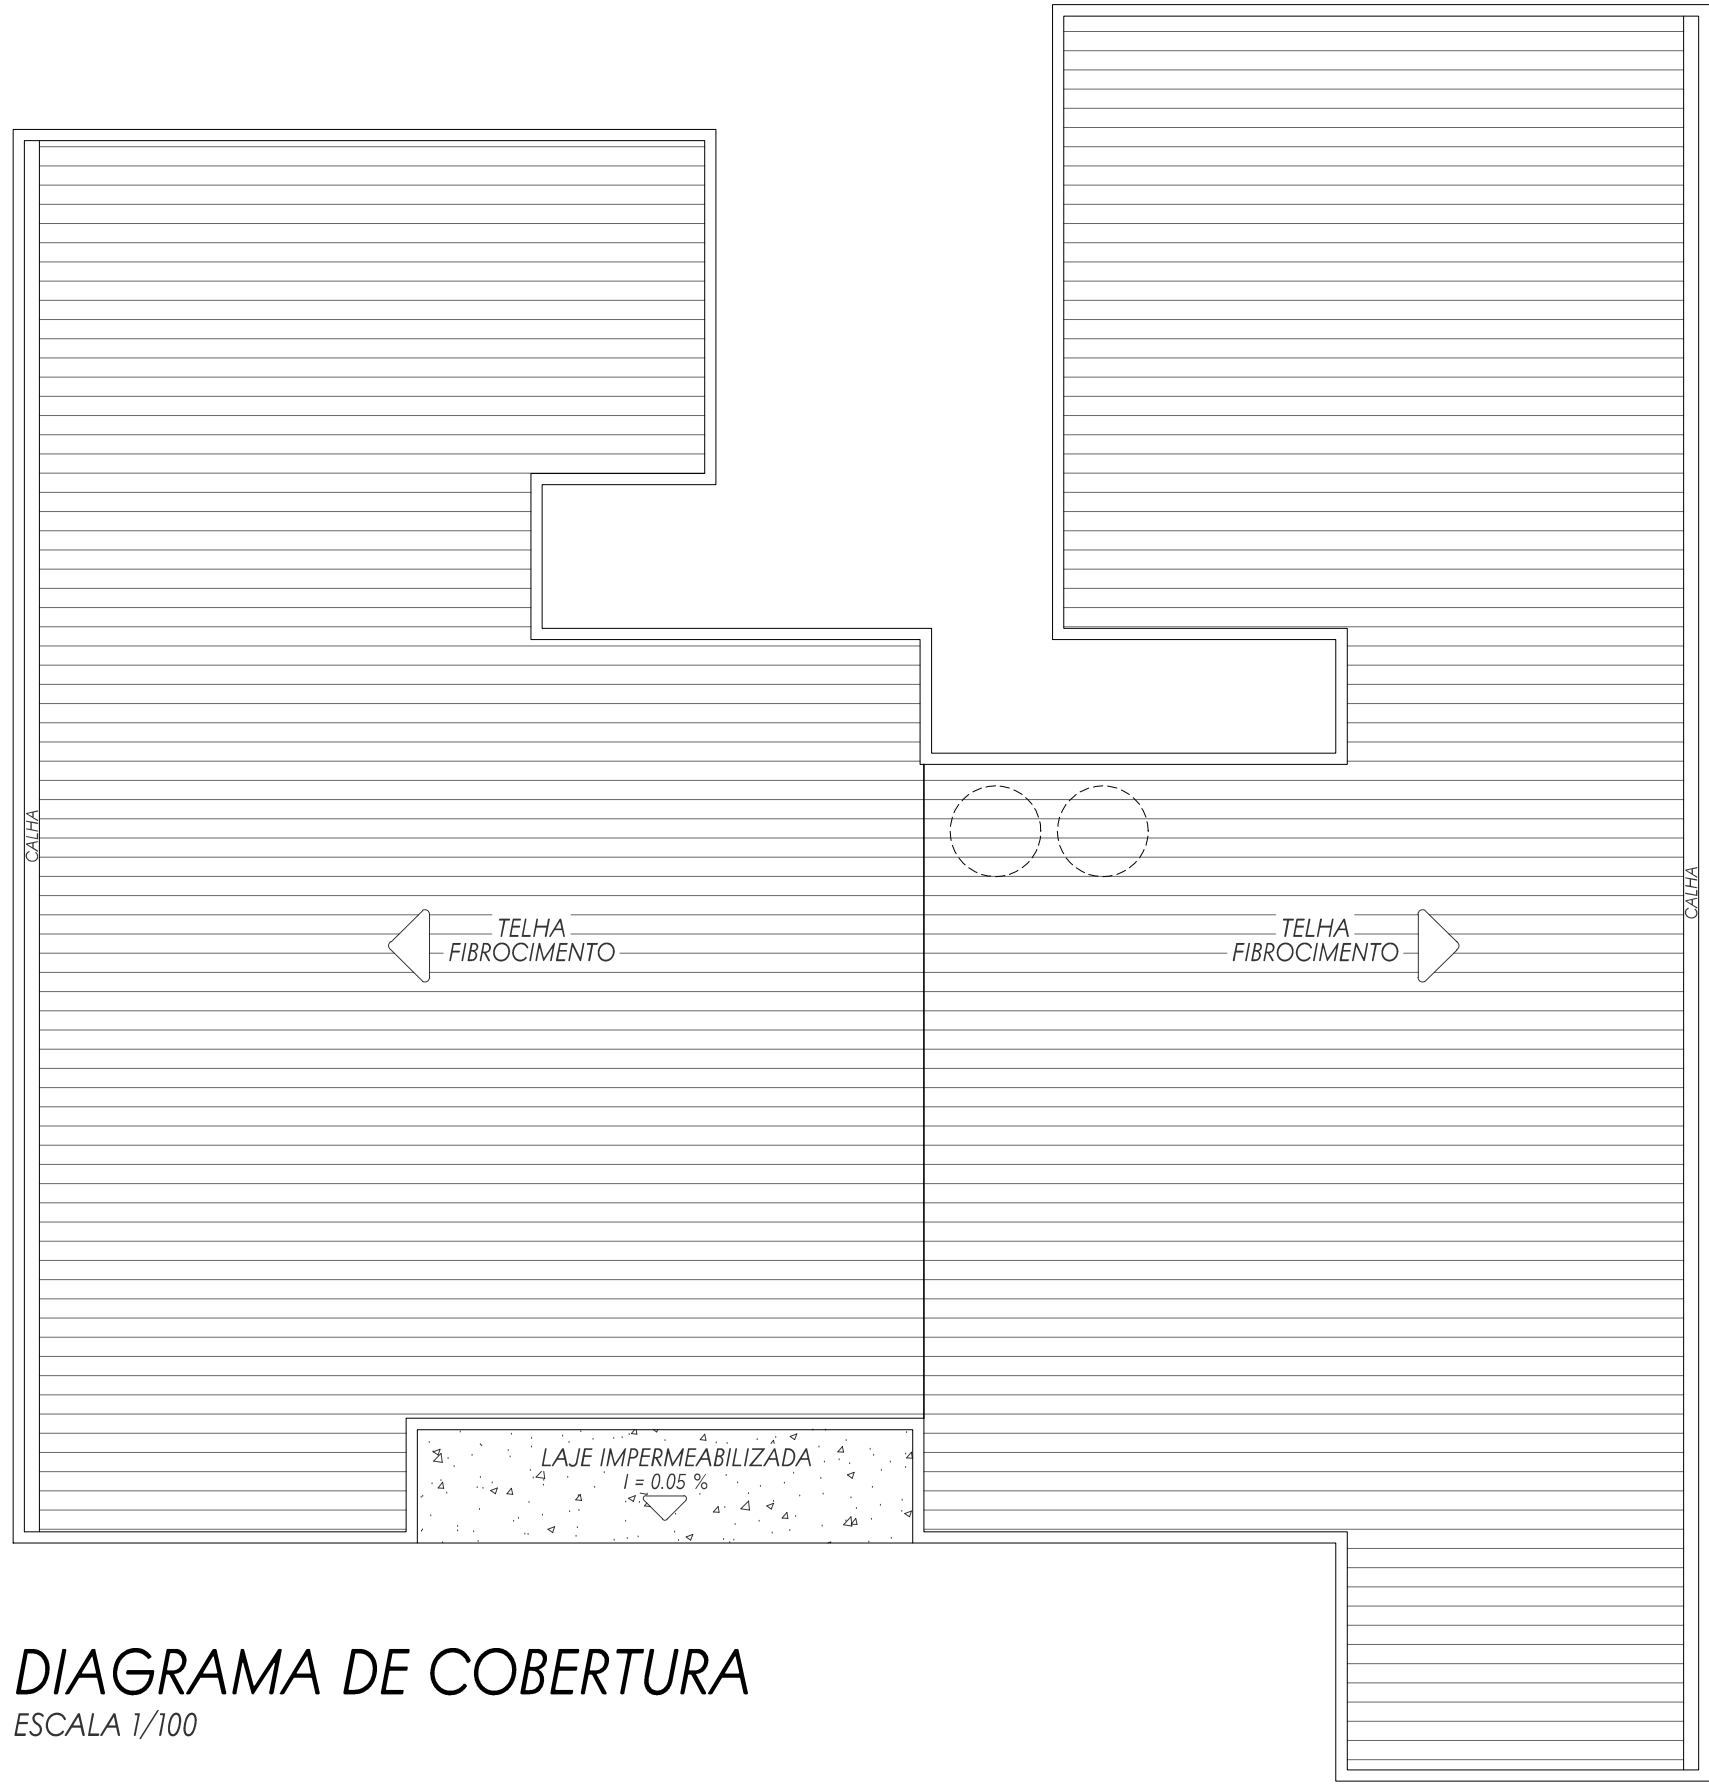 CALHA
CALHA
TELHA
FIBROCIMENTO
TELHA
FIBROCIMENTO
LAJE IMPERMEABILIZADA
I = 0.05 %
DIAGRAMA DE COBERTURA
ESCALA 1/100